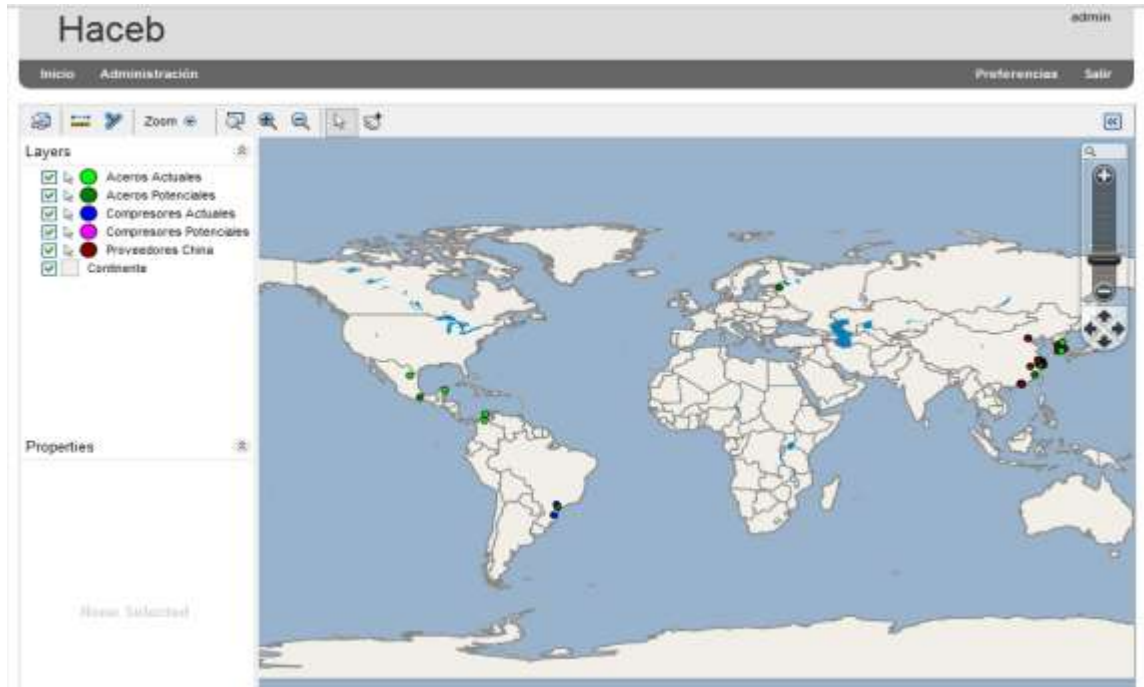 Haceb
admin
Inicio Administración Preferencias Salir
Zoom
Layers
Aceros Actuales
Aceros Potenciales
Compresores Actuales
Compresores Potenciales
Proveedores China
Continente
Properties
None Selected